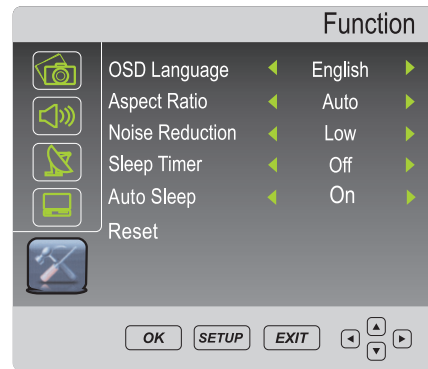 Function
OSD Language English
Aspect Ratio Auto
Noise Reduction Low
Sleep Timer Off
Auto Sleep On
Reset
OK SETUP EXIT